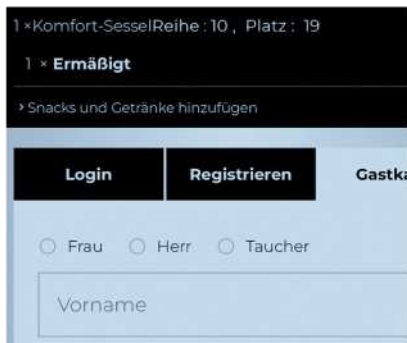 1 ×Komfort-SesselReihe : 10 , Platz : 19
1 × Ermäßigt
› Snacks und Getränke hinzufügen
Login Registrieren Gastka
Frau Herr Taucher
Vorname